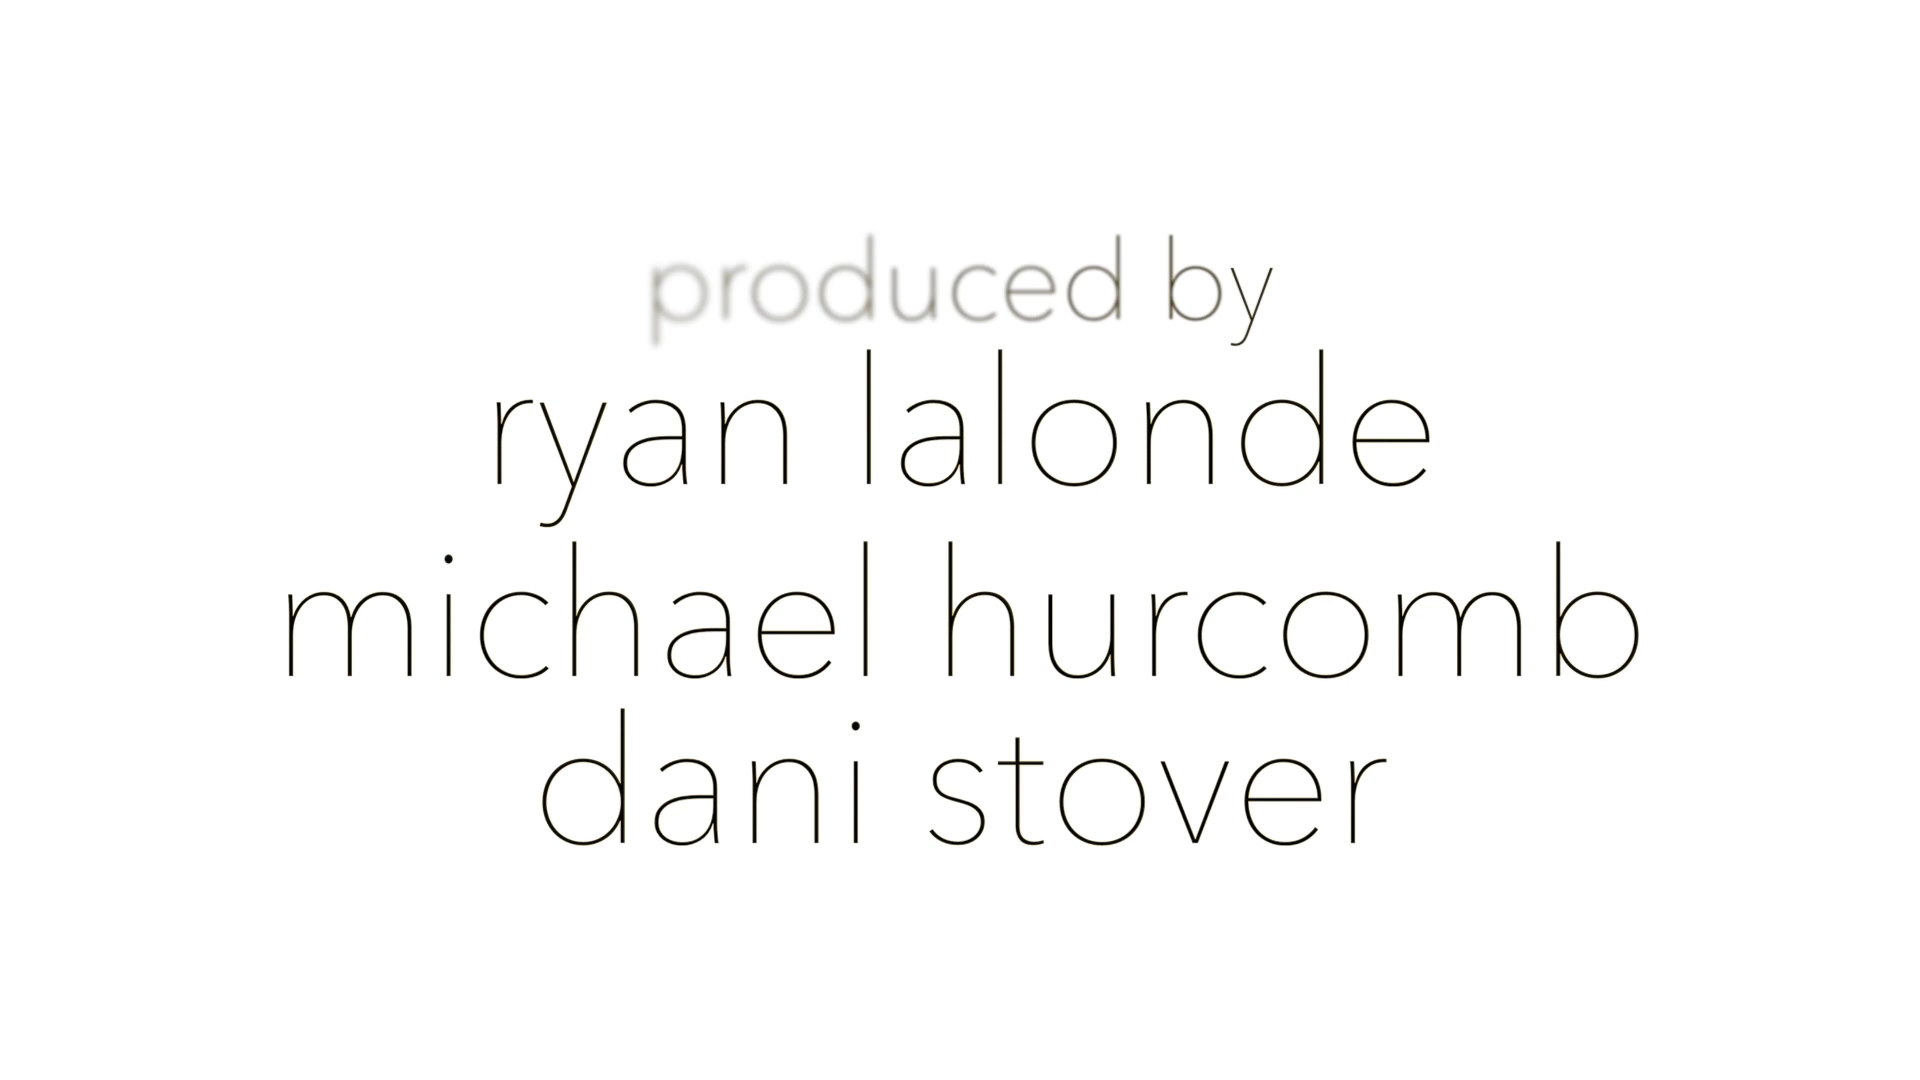 produced by
ryan lalonde
michael hurcomb
dani stover